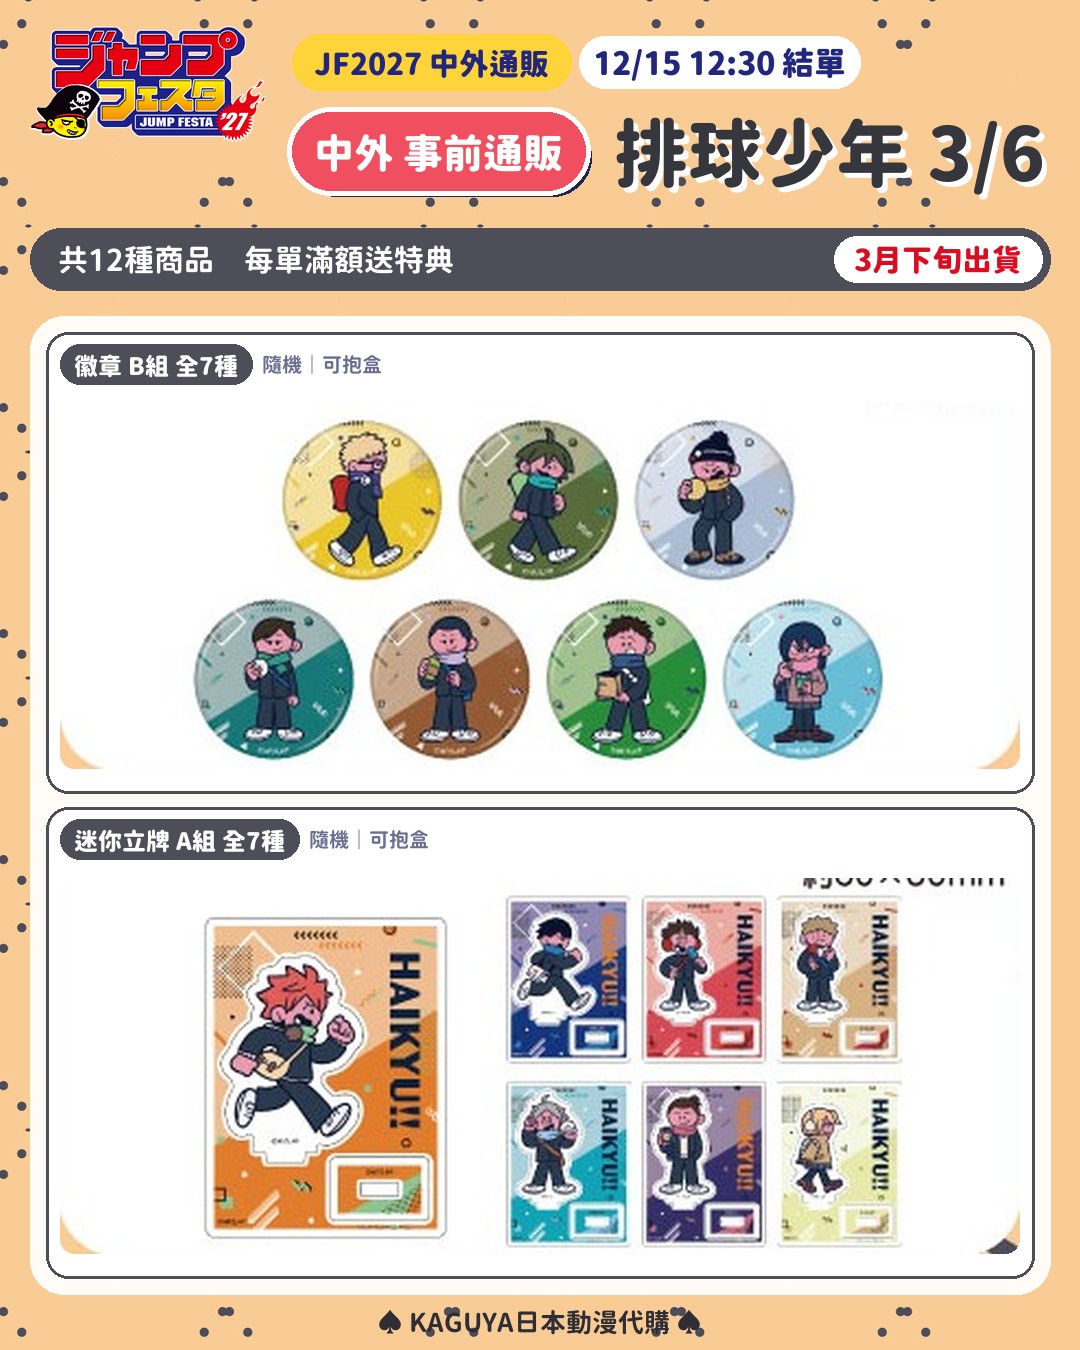 ジャンプ
フェスタ
JUMP FESTA '27
JF2027 中外通販
12/15 12:30 結單
中外 事前通販
排球少年 3/6
共12種商品 每單滿額送特典
3月下旬出貨
徽章 B組 全7種 隨機｜可抱盒
迷你立牌 A組 全7種 隨機｜可抱盒
HAIKYU!!
HAIKYU!!
HAIKYU!!
HAIKYU!!
HAIKYU!!
HAIKYU!!
HAIKYU!!
♠ KAGUYA日本動漫代購 ♠